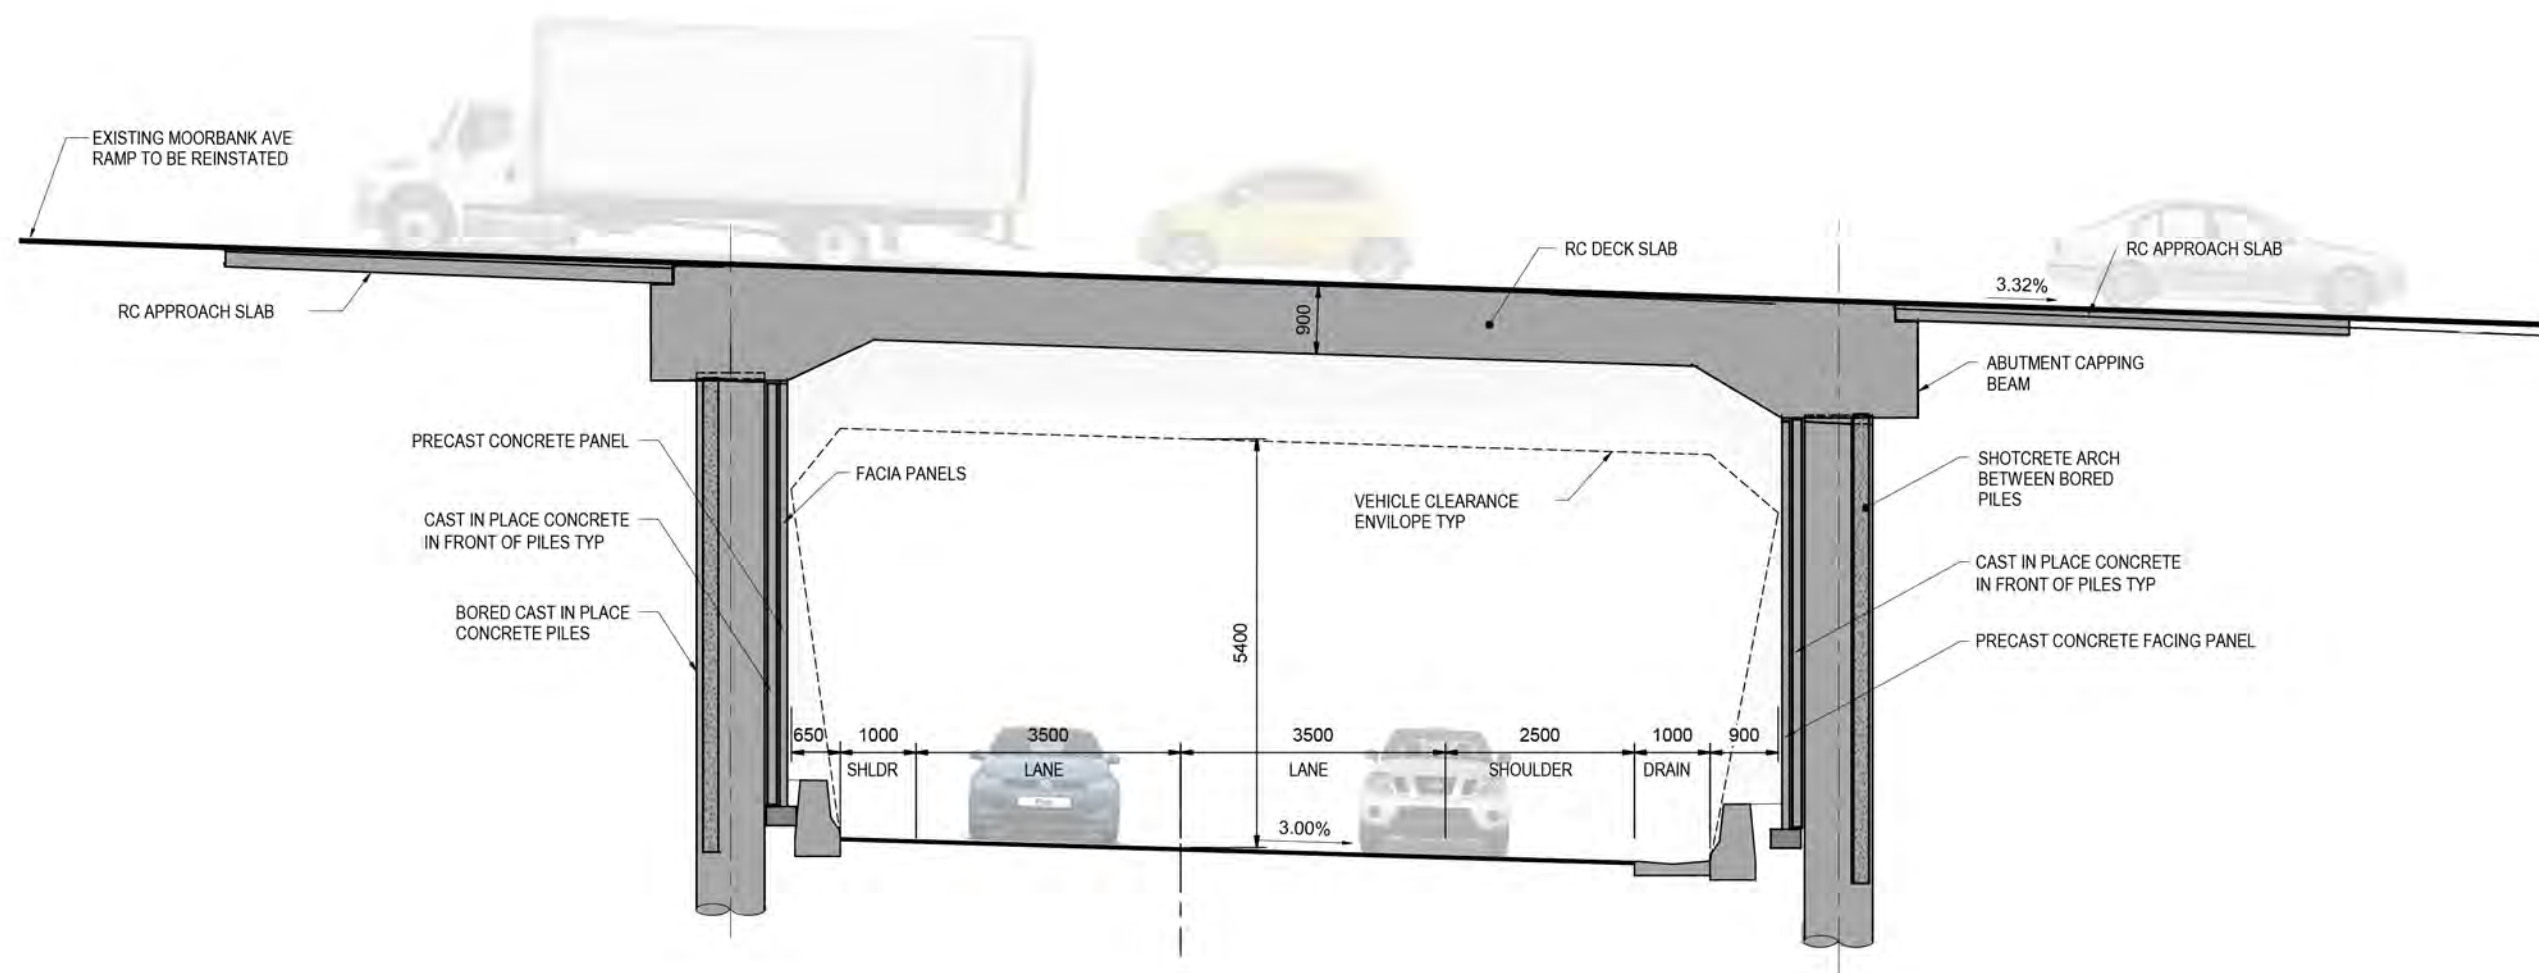 EXISTING MOORBANK AVE
RAMP TO BE REINSTATED
RC APPROACH SLAB
RC DECK SLAB
900
3.32%
RC APPROACH SLAB
ABUTMENT CAPPING
BEAM
PRECAST CONCRETE PANEL
FACIA PANELS
CAST IN PLACE CONCRETE
IN FRONT OF PILES TYP
BORED CAST IN PLACE
CONCRETE PILES
VEHICLE CLEARANCE
ENVILOPE TYP
5400
SHOTCRETE ARCH
BETWEEN BORED
PILES
CAST IN PLACE CONCRETE
IN FRONT OF PILES TYP
PRECAST CONCRETE FACING PANEL
650 1000 3500 3500 2500 1000 900
SHLDR LANE LANE SHOULDER DRAIN
3.00%